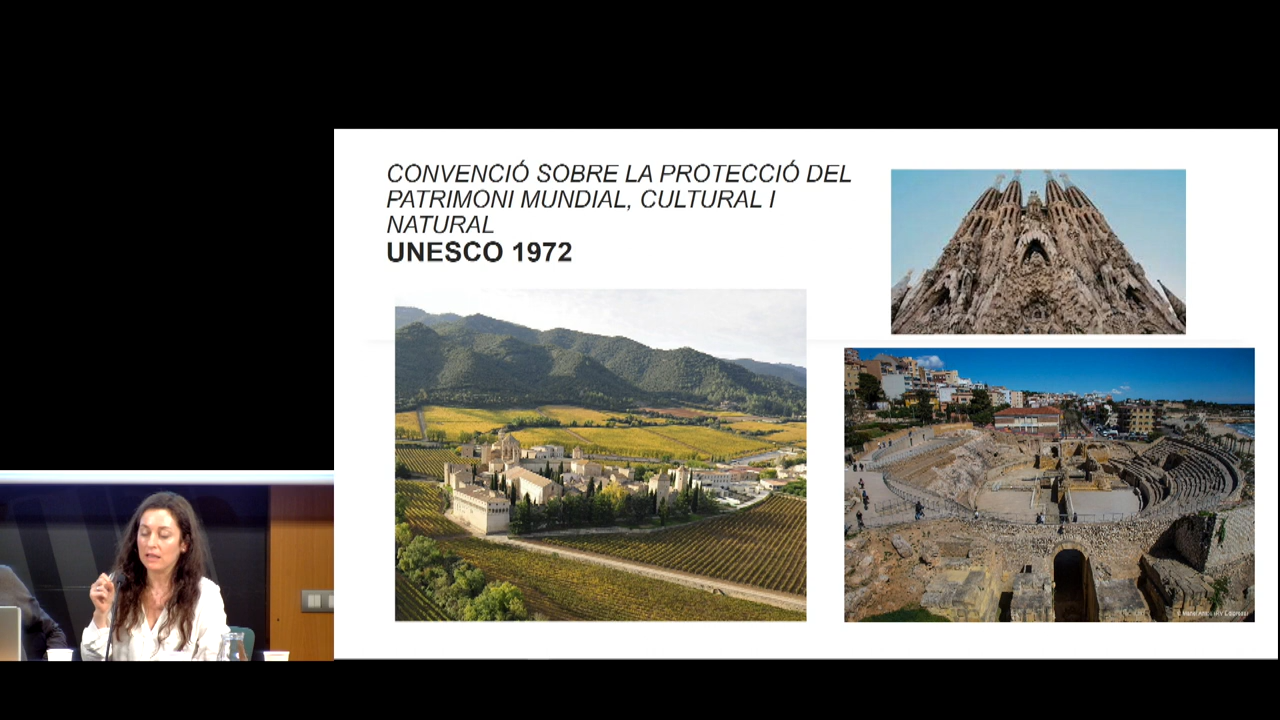 CONVENCIÓ SOBRE LA PROTECCIÓ DEL
PATRIMONI MUNDIAL, CULTURAL I
NATURAL
UNESCO 1972